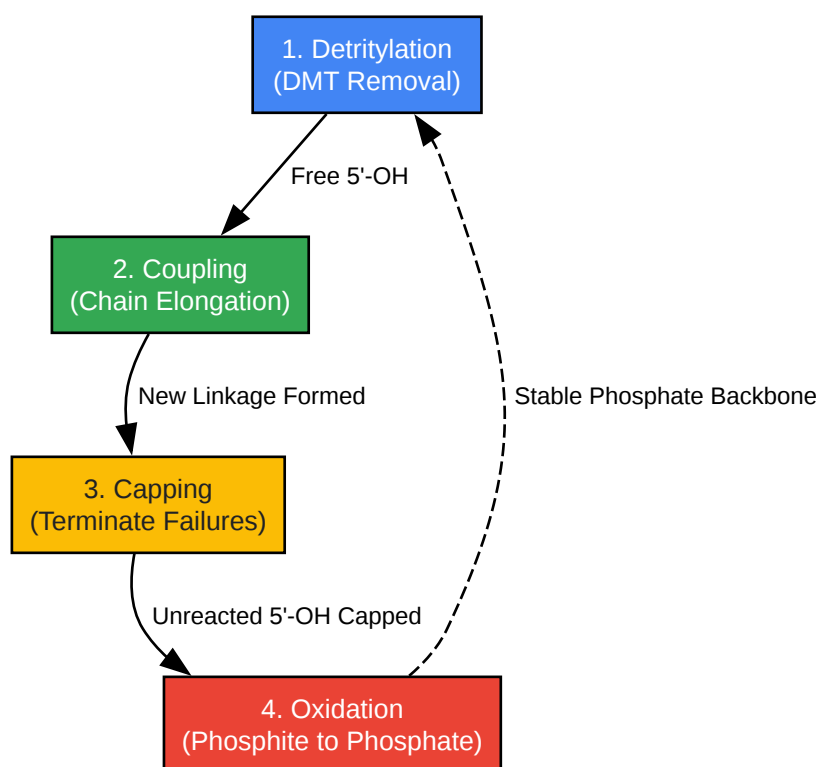 1. Detritylation
(DMT Removal)
Free 5'-OH
2. Coupling
(Chain Elongation)
New Linkage Formed
Stable Phosphate Backbone
3. Capping
(Terminate Failures)
Unreacted 5'-OH Capped
4. Oxidation
(Phosphite to Phosphate)